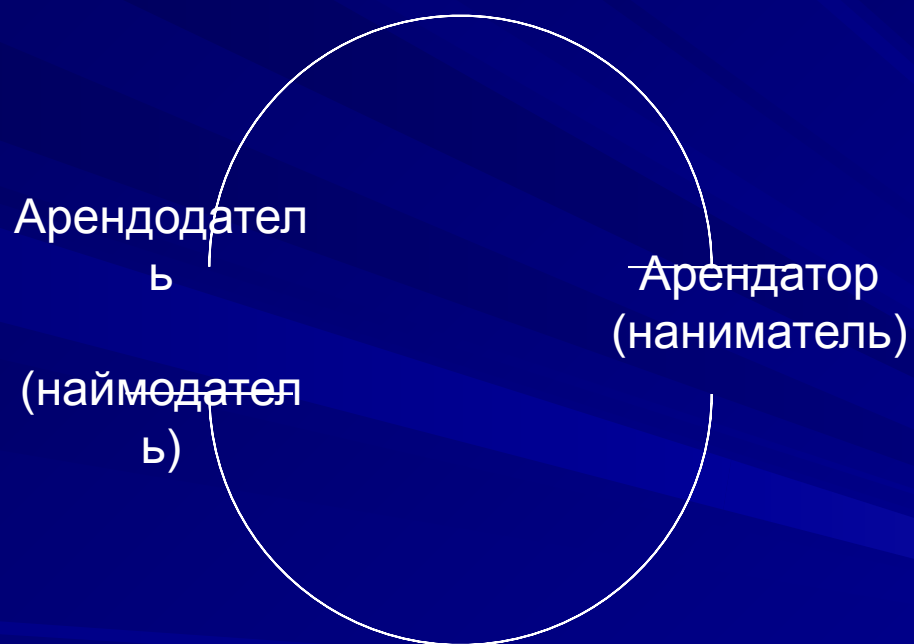 Арендодател
ь
(наймодател
ь)
Арендатор
(наниматель)